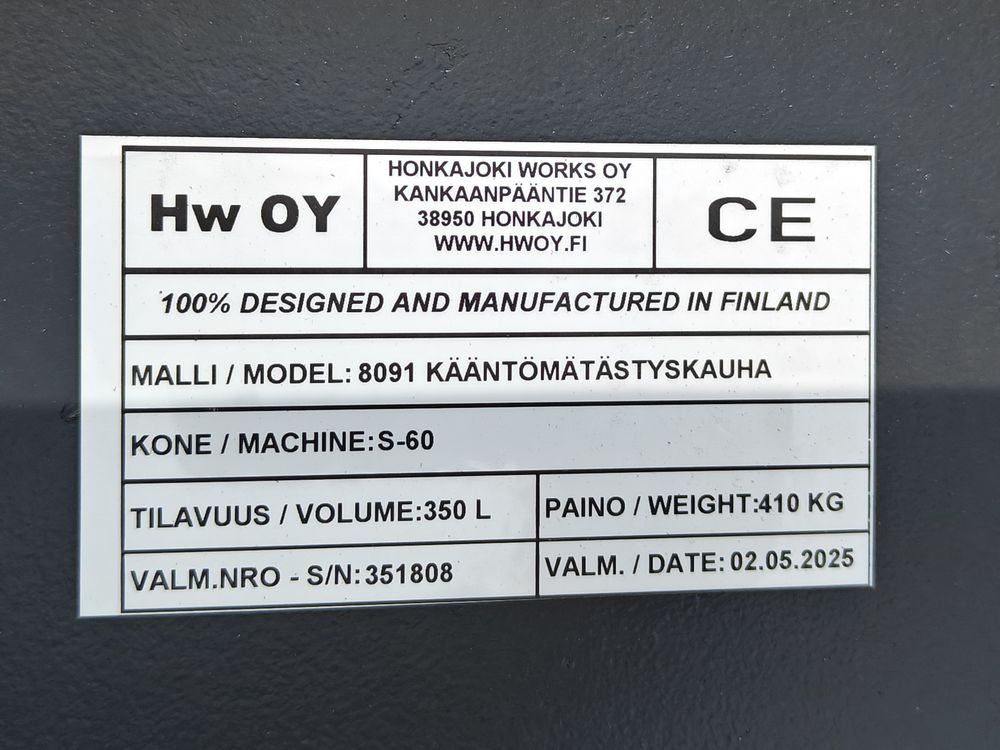 Hw OY
HONKAJOKI WORKS OY
KANKAANPÄÄNTIE 372
38950 HONKAJOKI
WWW.HWOY.FI
CE
100% DESIGNED AND MANUFACTURED IN FINLAND
MALLI / MODEL: 8091 KÄÄNTÖMÄTÄSTYSKAUHA
KONE / MACHINE: S-60
TILAVUUS / VOLUME: 350 L
PAINO / WEIGHT: 410 KG
VALM.NRO - S/N: 351808
VALM. / DATE: 02.05.2025